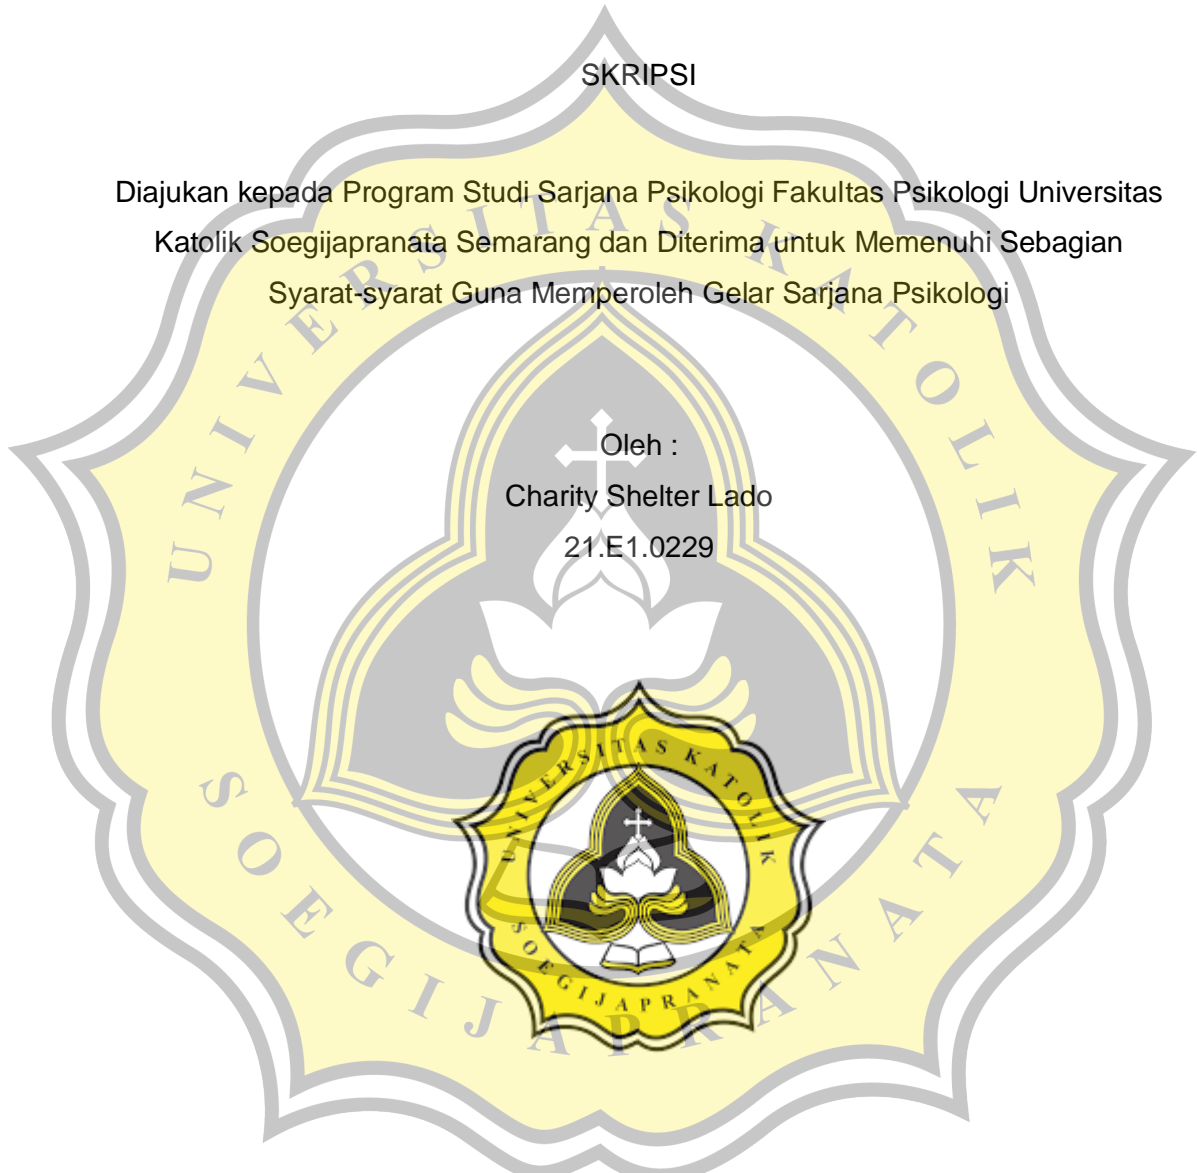 SKRIPSI
Diajukan kepada Program Studi Sarjana Psikologi Fakultas Psikologi Universitas
Katolik Soegijapranata Semarang dan Diterima untuk Memenuhi Sebagian
Syarat-syarat Guna Memperoleh Gelar Sarjana Psikologi
Oleh :
Charity Shelter Lado
21.E1.0229
UNIVERSITAS KATOLIK
SOEGIJAPRANATA
UNIVERSITAS KATOLIK
SOEGIJAPRANATA